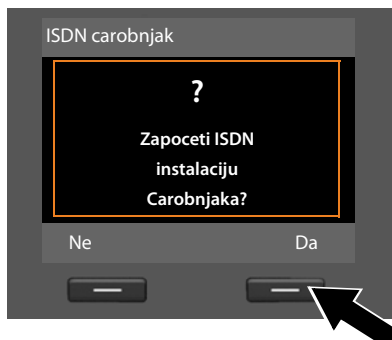 ISDN carobnjak
?
Zapoceti ISDN
instalaciju
Carobnjaka?
Ne Da